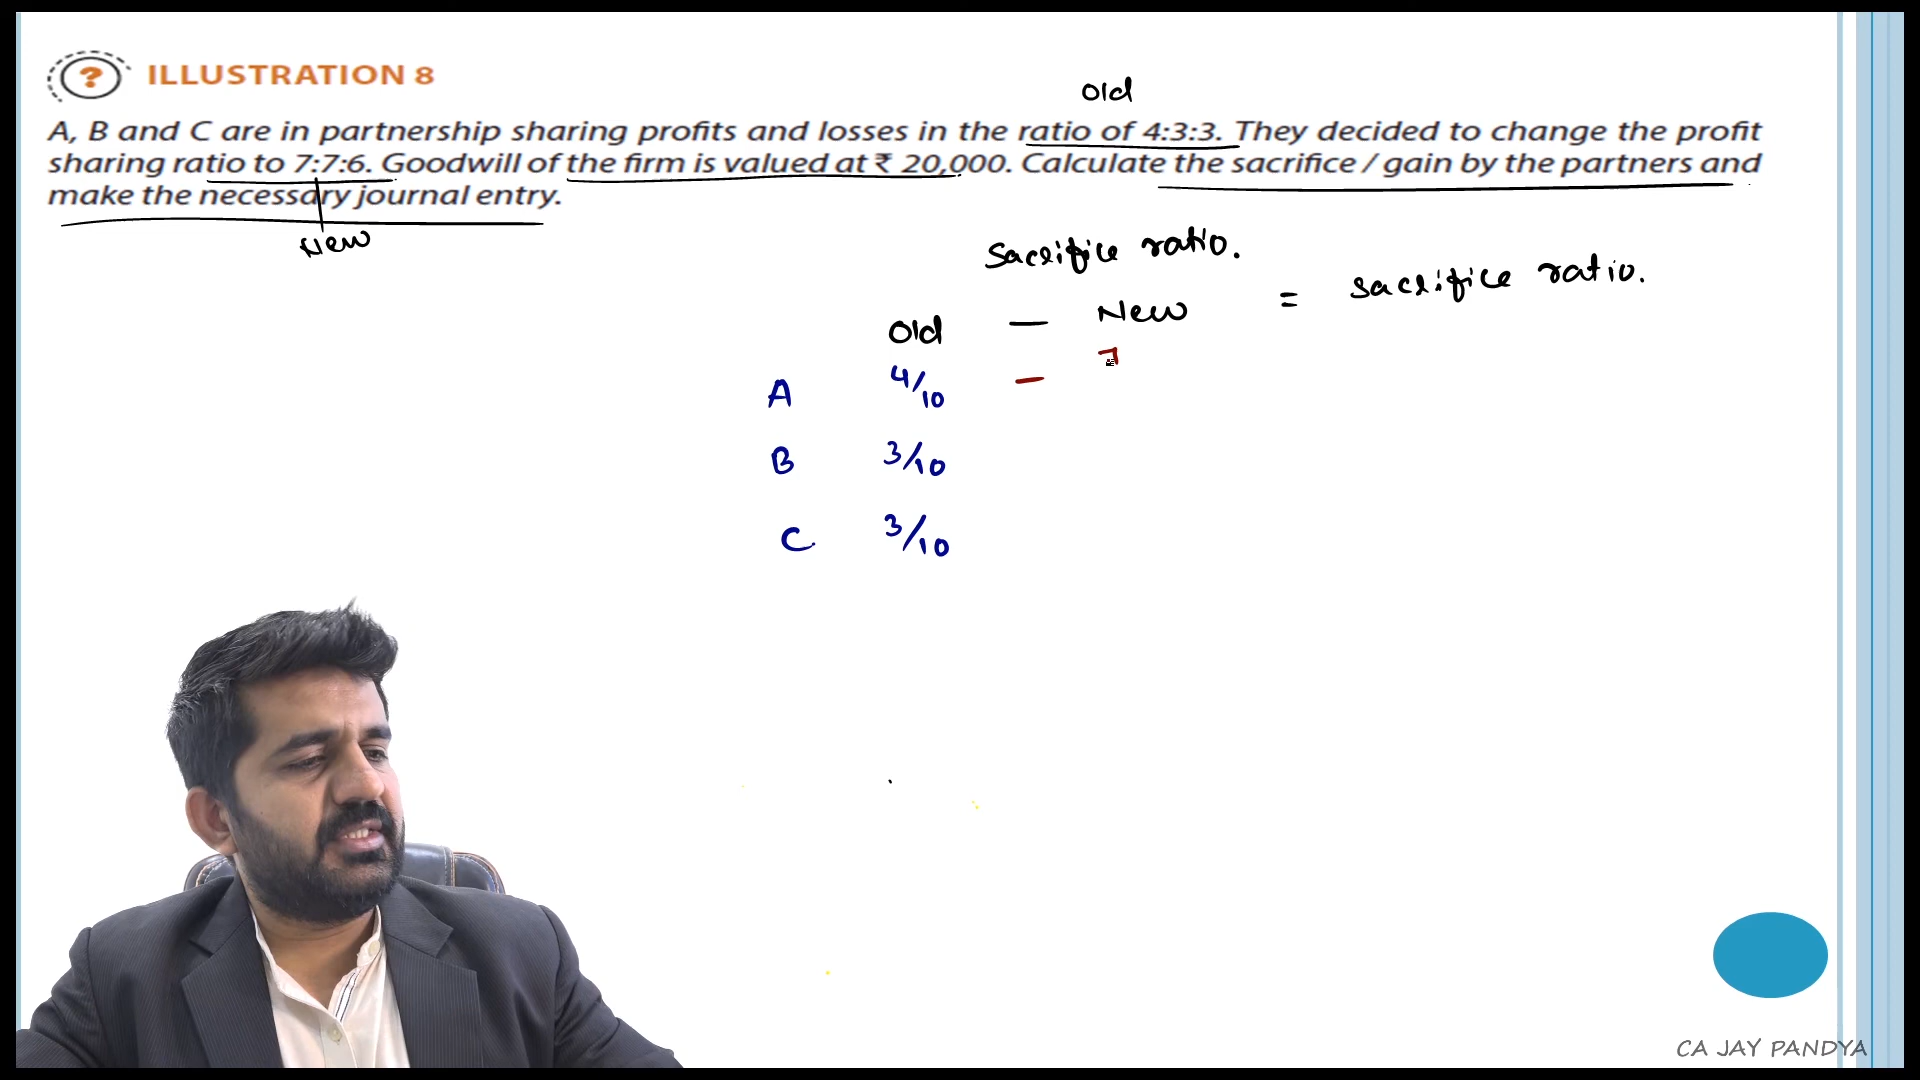 ? ILLUSTRATION 8
Old
A, B and C are in partnership sharing profits and losses in the ratio of 4:3:3. They decided to change the profit
sharing ratio to 7:7:6. Goodwill of the firm is valued at ₹ 20,000. Calculate the sacrifice / gain by the partners and
make the necessary journal entry.
New
Sacrifice ratio.
Old — New = Sacrifice ratio.
A 4/10 — 7
B 3/10
C 3/10
CA JAY PANDYA